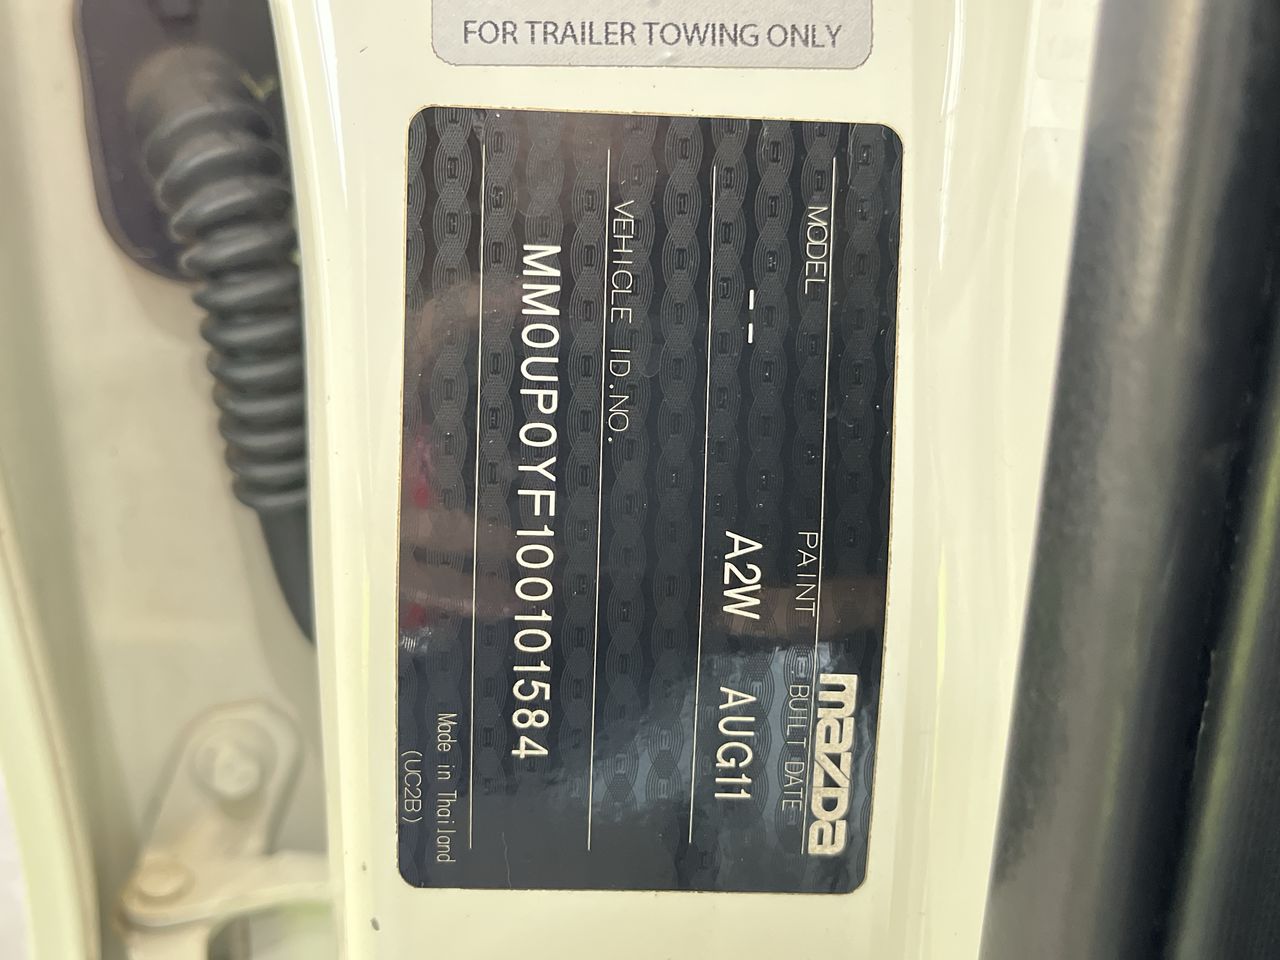 FOR TRAILER TOWING ONLY
mazda
MODEL PAINT BUILT DATE
-- A2W AUG11
VEHICLE ID.NO.
MM0UP0YF100101584
Made in Thailand
(UC2B)